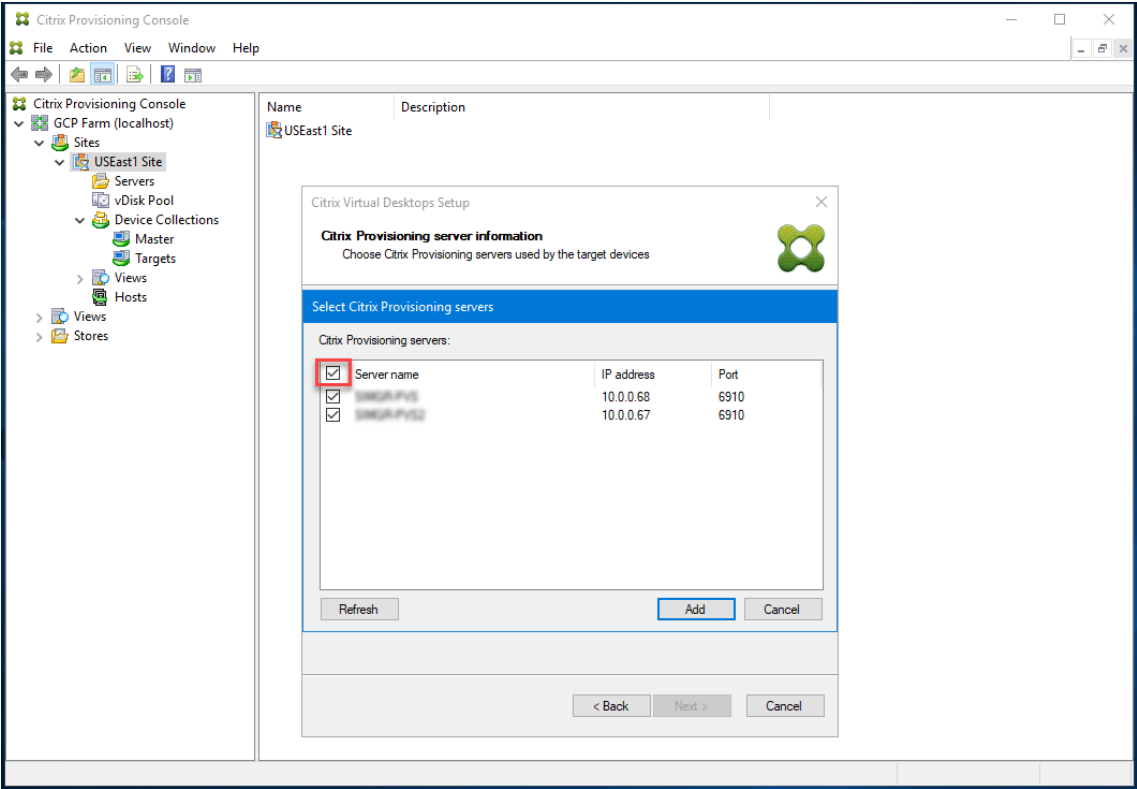 Citrix Provisioning Console
File Action View Window Help
Citrix Provisioning Console
GCP Farm (localhost)
Sites
USEast1 Site
Servers
vDisk Pool
Device Collections
Master
Targets
Views
Hosts
Views
Stores
Name Description
USEast1 Site
Citrix Virtual Desktops Setup
Citrix Provisioning server information
Choose Citrix Provisioning servers used by the target devices
Select Citrix Provisioning servers
Citrix Provisioning servers:
Server name IP address Port
10.0.0.68 6910
10.0.0.67 6910
Refresh Add Cancel
< Back Next > Cancel